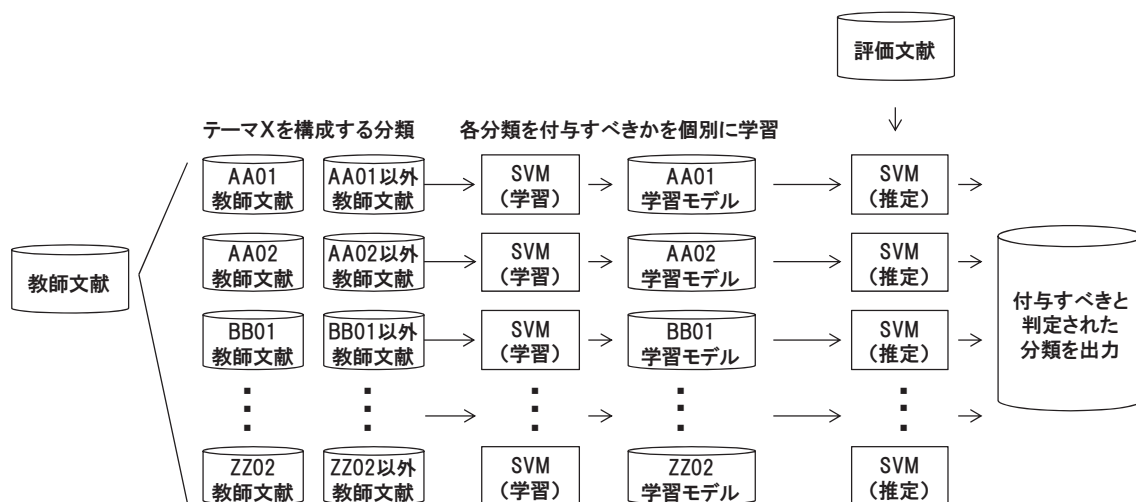 評価文献
テーマXを構成する分類
各分類を付与すべきかを個別に学習
AA01
教師文献
AA01以外
教師文献
SVM
(学習)
AA01
学習モデル
SVM
(推定)
AA02
教師文献
AA02以外
教師文献
SVM
(学習)
AA02
学習モデル
SVM
(推定)
教師文献
BB01
教師文献
BB01以外
教師文献
SVM
(学習)
BB01
学習モデル
SVM
(推定)
付与すべきと
判定された
分類を出力
ZZ02
教師文献
ZZ02以外
教師文献
SVM
(学習)
ZZ02
学習モデル
SVM
(推定)